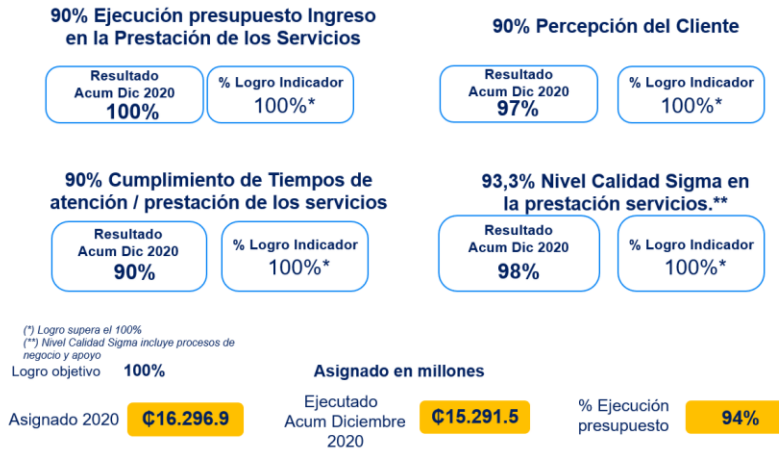 90% Ejecución presupuesto Ingreso
en la Prestación de los Servicios
Resultado
Acum Dic 2020
100%
% Logro Indicador
100%*
90% Percepción del Cliente
Resultado
Acum Dic 2020
97%
% Logro Indicador
100%*
90% Cumplimiento de Tiempos de
atención / prestación de los servicios
Resultado
Acum Dic 2020
90%
% Logro Indicador
100%*
93,3% Nivel Calidad Sigma en
la prestación servicios.**
Resultado
Acum Dic 2020
98%
% Logro Indicador
100%*
(*) Logro supera el 100%
(**) Nivel Calidad Sigma incluye procesos de
negocio y apoyo
Logro objetivo 100%
Asignado en millones
Asignado 2020 ₡16.296.9
Ejecutado
Acum Diciembre
2020
₡15.291.5
% Ejecución
presupuesto
94%